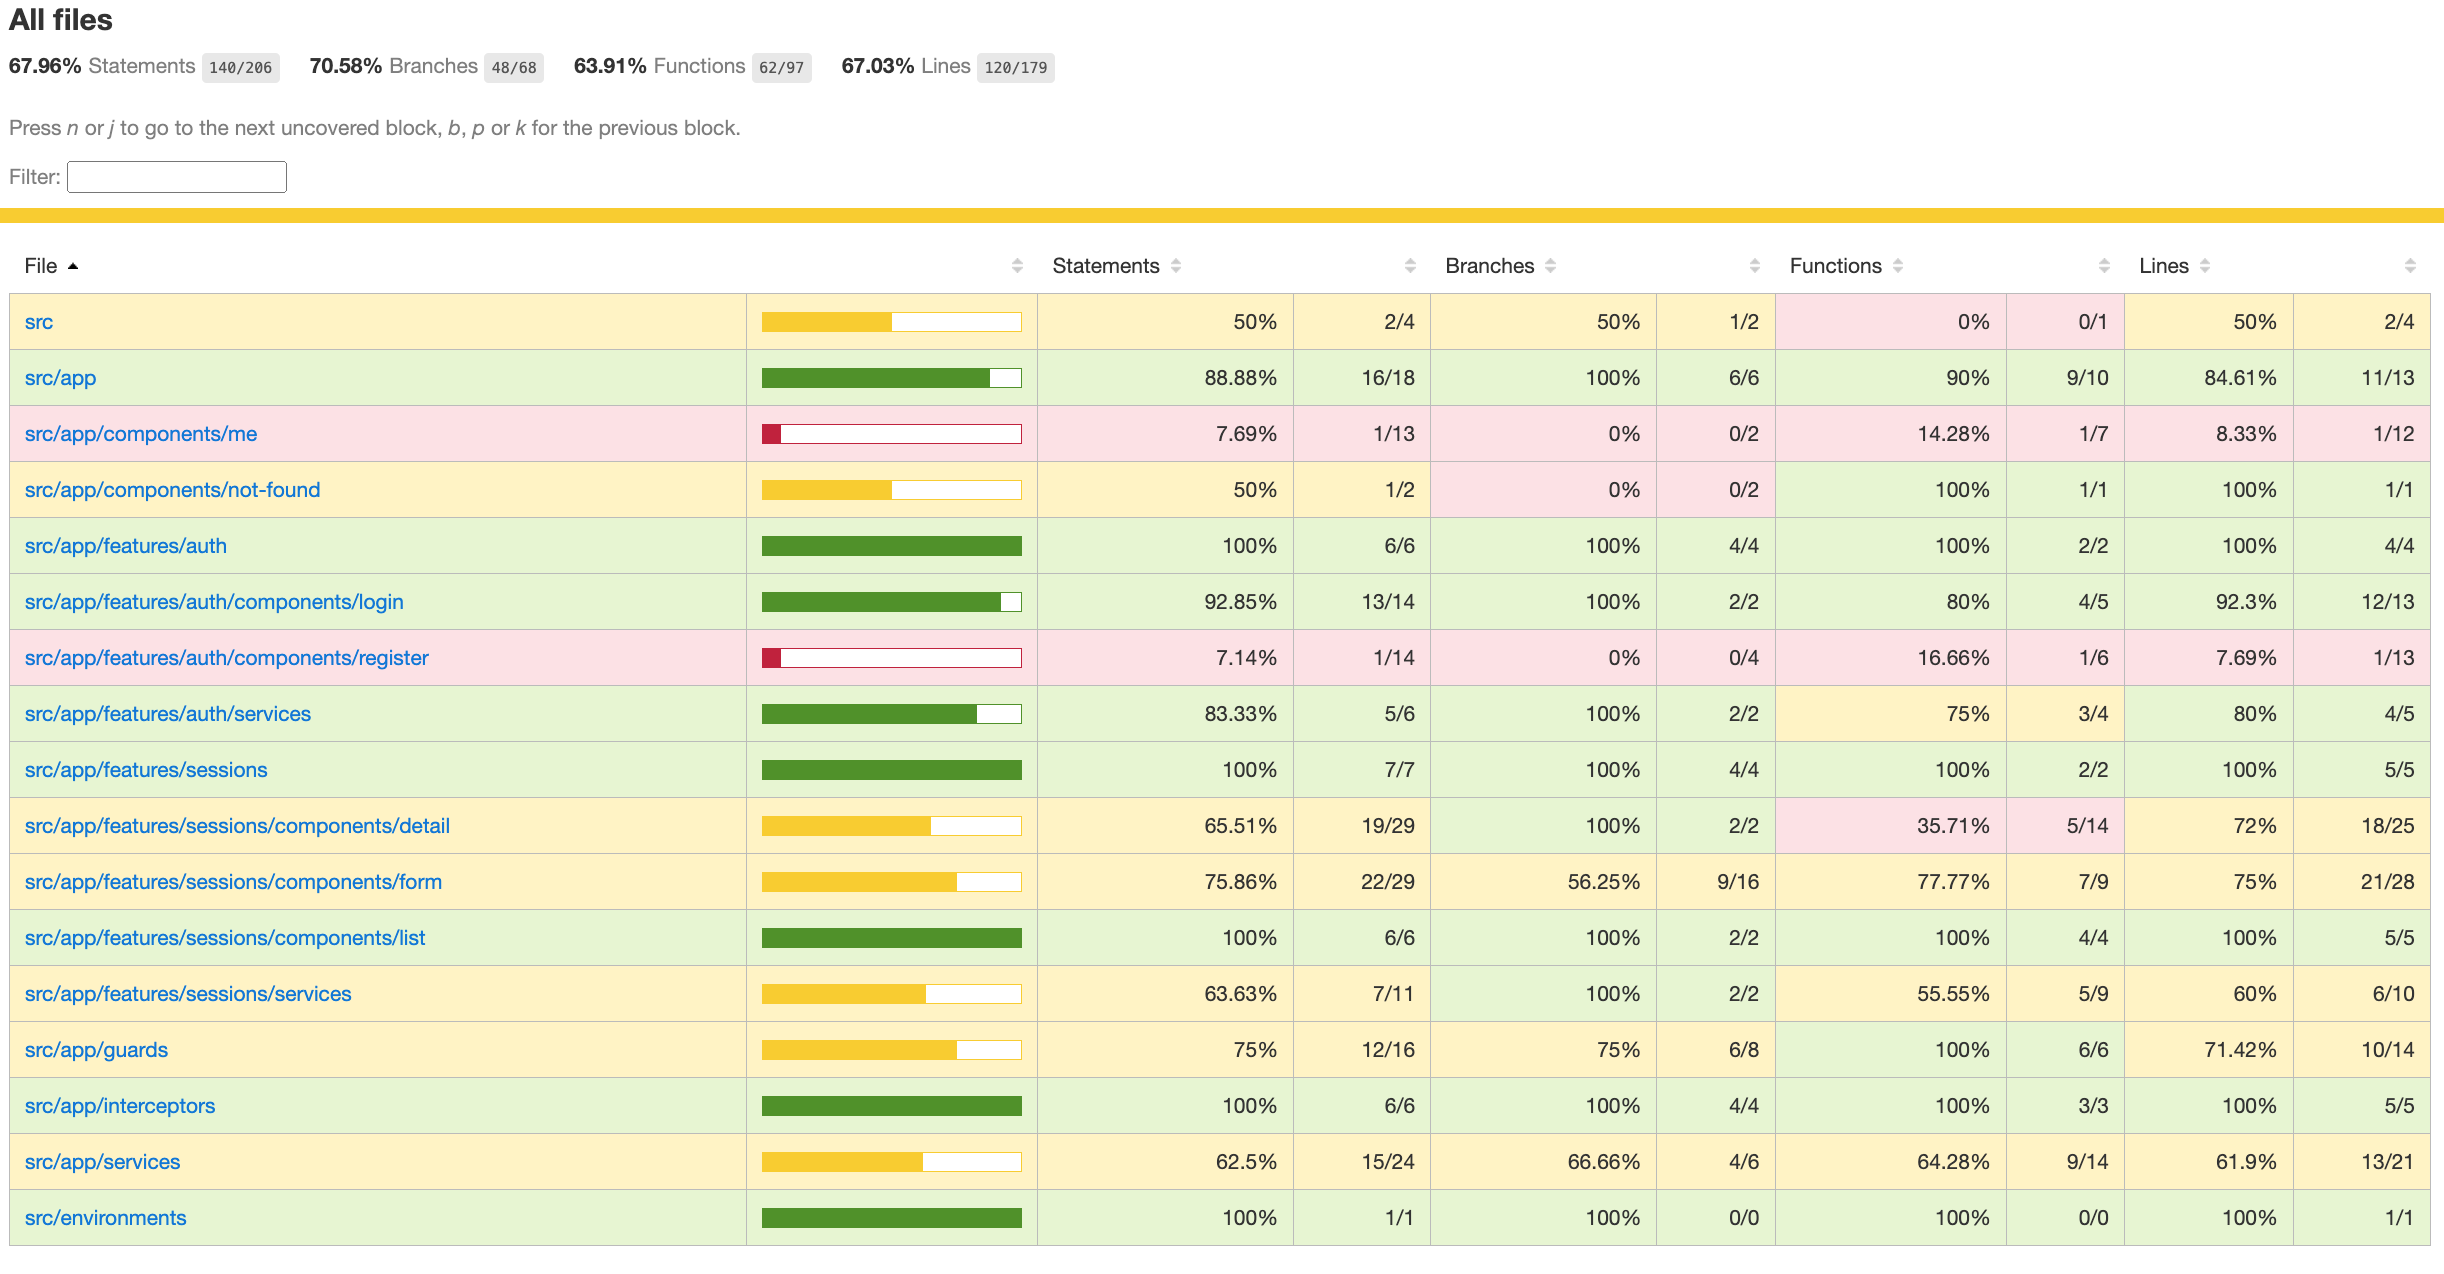 All files
67.96% Statements 140/206 70.58% Branches 48/68 63.91% Functions 62/97 67.03% Lines 120/179
Press n or j to go to the next uncovered block, b, p or k for the previous block.
Filter:
File Statements Branches Functions Lines
src 50% 2/4 50% 1/2 0% 0/1 50% 2/4
src/app 88.88% 16/18 100% 6/6 90% 9/10 84.61% 11/13
src/app/components/me 7.69% 1/13 0% 0/2 14.28% 1/7 8.33% 1/12
src/app/components/not-found 50% 1/2 0% 0/2 100% 1/1 100% 1/1
src/app/features/auth 100% 6/6 100% 4/4 100% 2/2 100% 4/4
src/app/features/auth/components/login 92.85% 13/14 100% 2/2 80% 4/5 92.3% 12/13
src/app/features/auth/components/register 7.14% 1/14 0% 0/4 16.66% 1/6 7.69% 1/13
src/app/features/auth/services 83.33% 5/6 100% 2/2 75% 3/4 80% 4/5
src/app/features/sessions 100% 7/7 100% 4/4 100% 2/2 100% 5/5
src/app/features/sessions/components/detail 65.51% 19/29 100% 2/2 35.71% 5/14 72% 18/25
src/app/features/sessions/components/form 75.86% 22/29 56.25% 9/16 77.77% 7/9 75% 21/28
src/app/features/sessions/components/list 100% 6/6 100% 2/2 100% 4/4 100% 5/5
src/app/features/sessions/services 63.63% 7/11 100% 2/2 55.55% 5/9 60% 6/10
src/app/guards 75% 12/16 75% 6/8 100% 6/6 71.42% 10/14
src/app/interceptors 100% 6/6 100% 4/4 100% 3/3 100% 5/5
src/app/services 62.5% 15/24 66.66% 4/6 64.28% 9/14 61.9% 13/21
src/environments 100% 1/1 100% 0/0 100% 0/0 100% 1/1